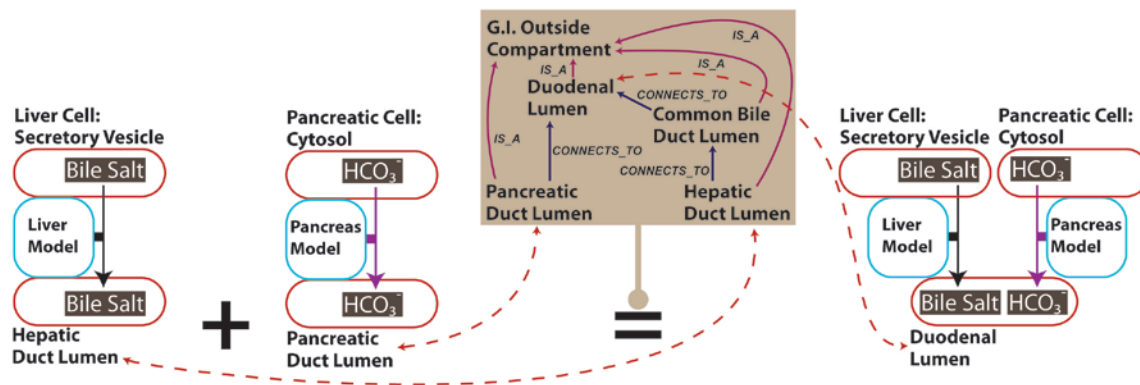 Liver Cell:
Secretory Vesicle
Bile Salt
Liver
Model
Bile Salt
Hepatic
Duct Lumen
+
Pancreatic Cell:
Cytosol
HCO₃⁻
Pancreas
Model
HCO₃⁻
Pancreatic
Duct Lumen
G.I. Outside
Compartment
IS_A
IS_A
IS_A
Duodenal
Lumen
CONNECTS_TO
Common Bile
Duct Lumen
IS_A
CONNECTS_TO
CONNECTS_TO
Pancreatic
Duct Lumen
Hepatic
Duct Lumen
=
Liver Cell:
Secretory Vesicle
Bile Salt
Liver
Model
Pancreatic Cell:
Cytosol
HCO₃⁻
Pancreas
Model
Bile Salt
HCO₃⁻
Duodenal
Lumen